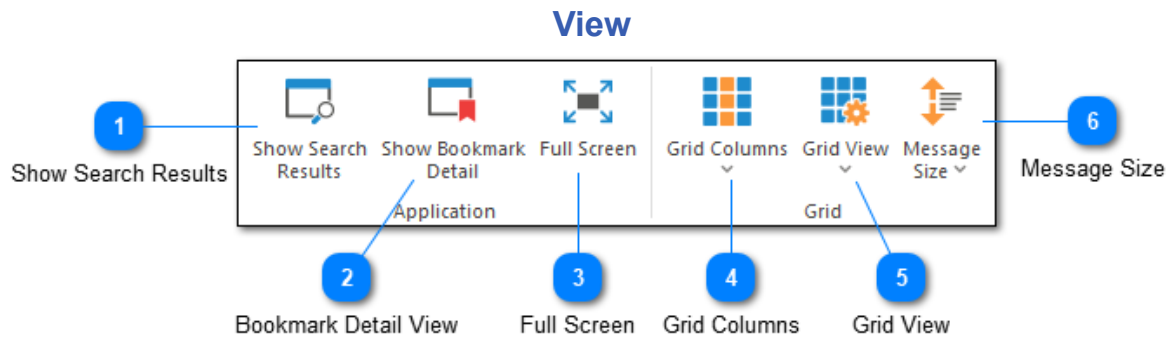 View
1
Show Search Results
Show Search
Results
Show Bookmark
Detail
Full Screen
Application
Grid Columns
Grid View
Message
Size
Grid
6
Message Size
2
Bookmark Detail View
3
Full Screen
4
Grid Columns
5
Grid View